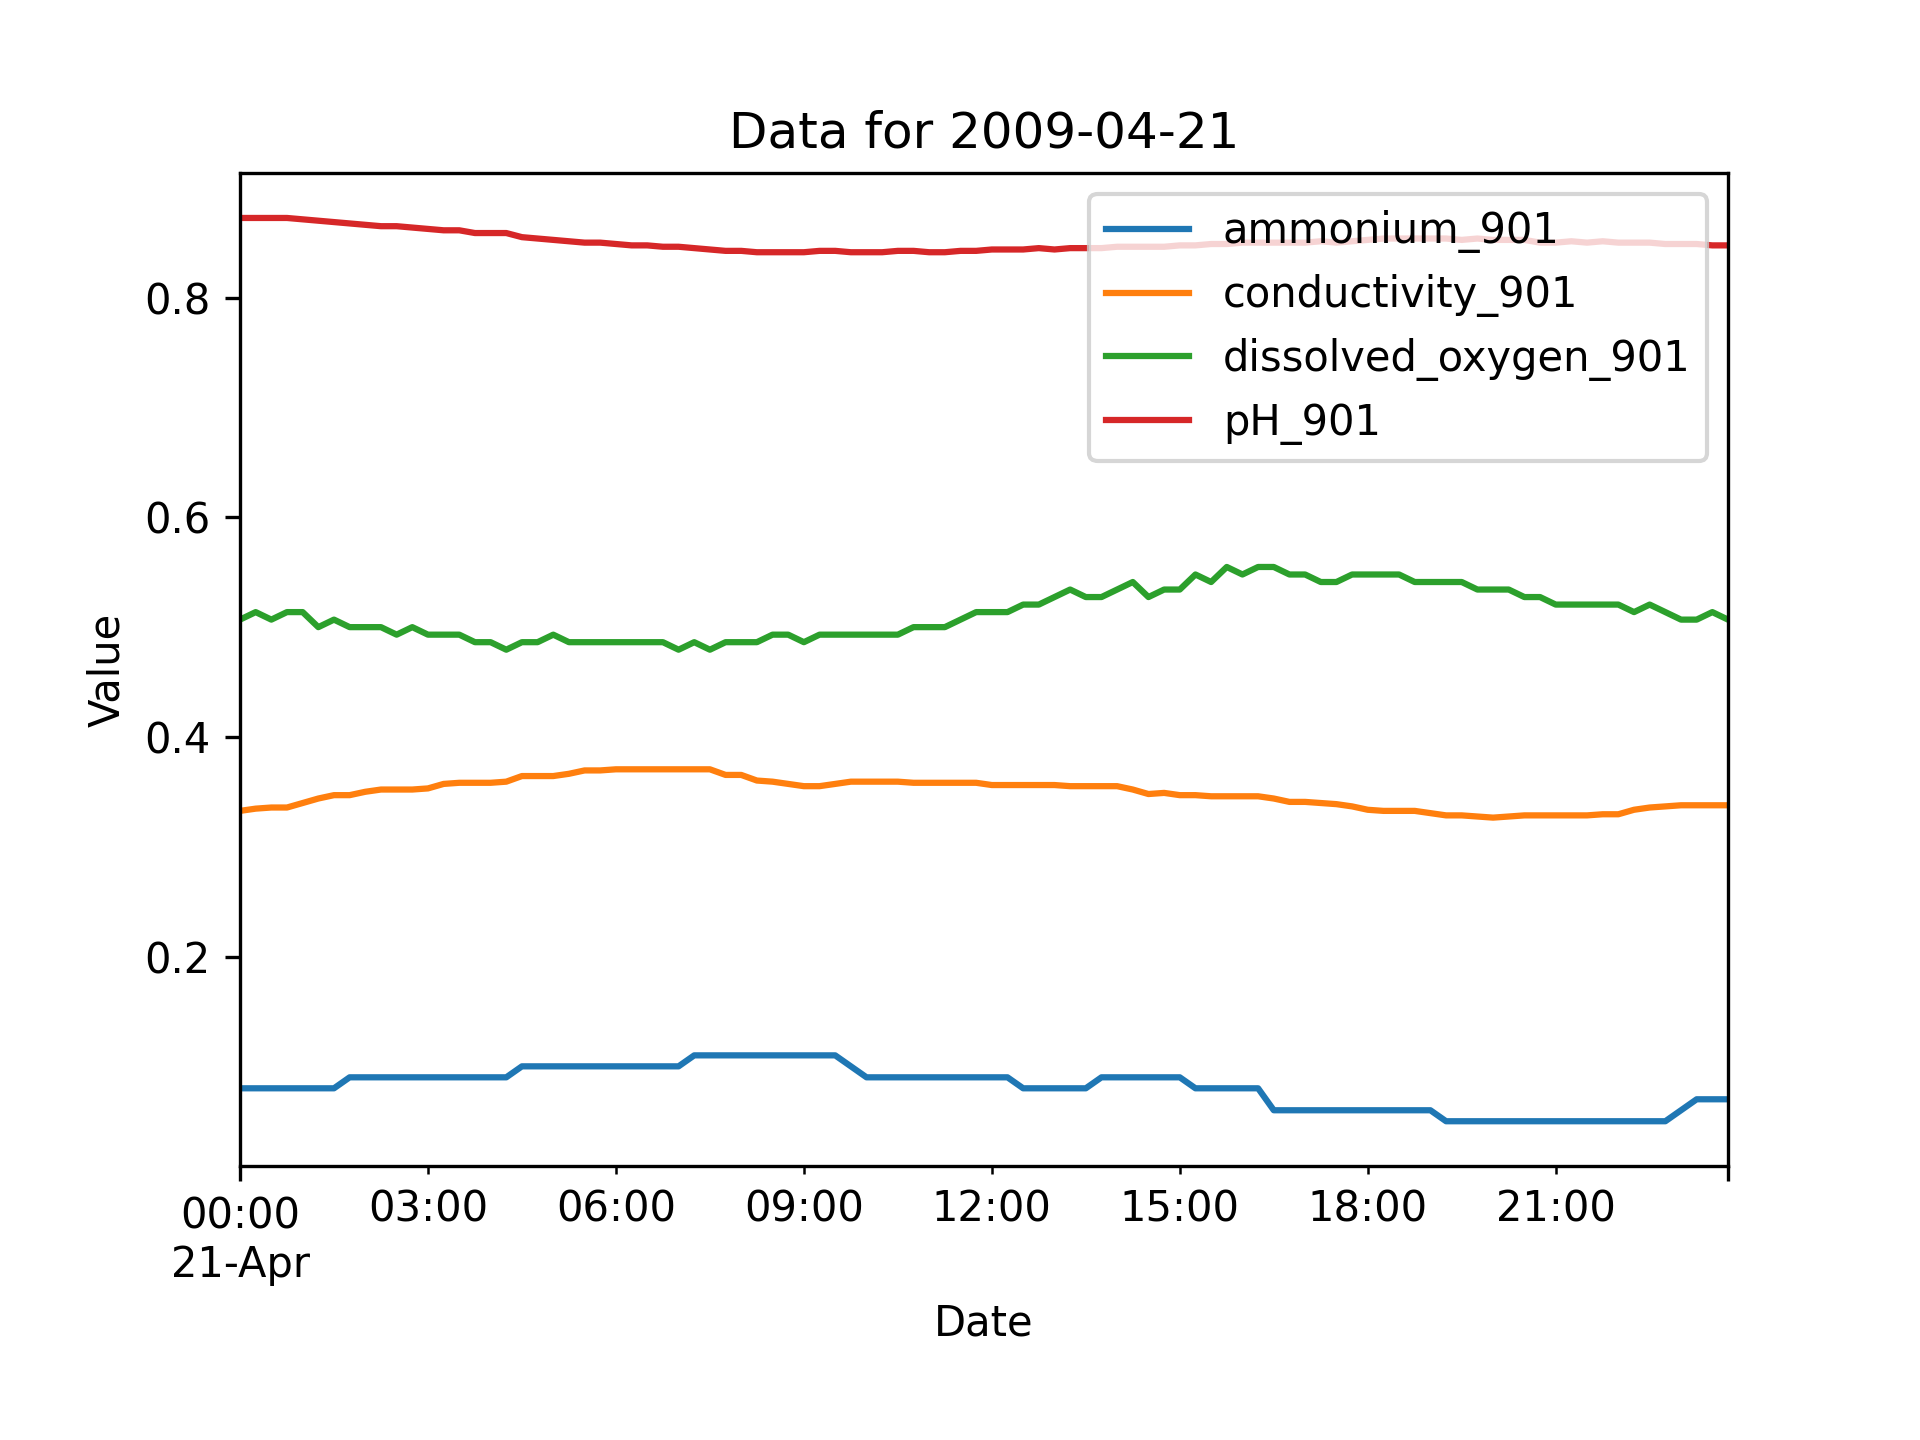 Data for 2009-04-21
ammonium_901
conductivity_901
dissolved_oxygen_901
pH_901
Value
0.8
0.6
0.4
0.2
00:00 03:00 06:00 09:00 12:00 15:00 18:00 21:00
21-Apr
Date